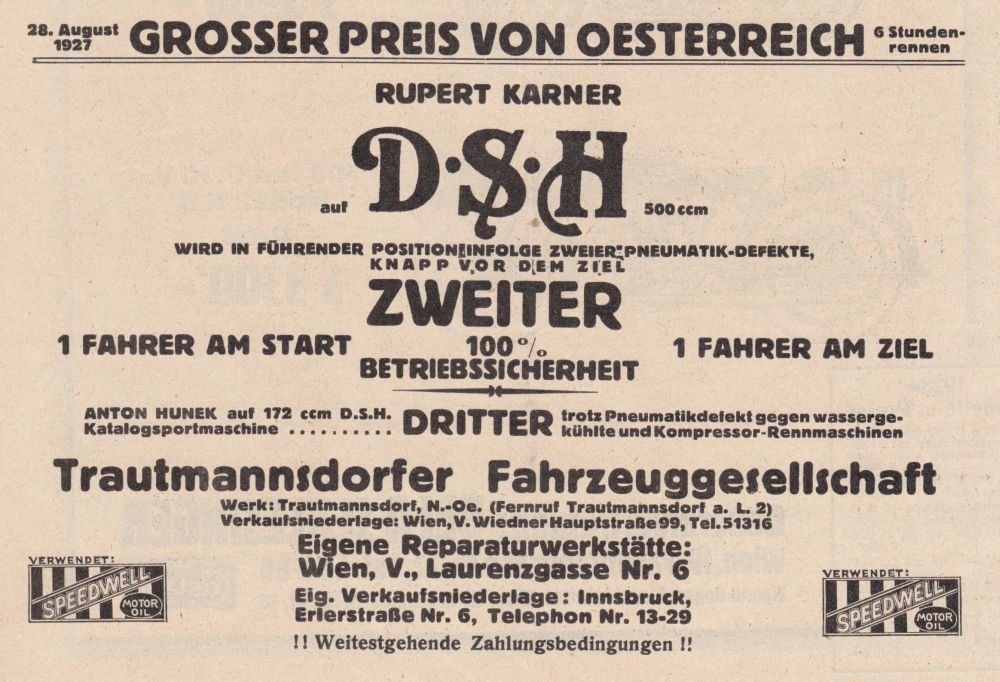 28. August 1927 GROSSER PREIS VON OESTERREICH 6 Stunden-rennen
RUPERT KARNER
auf D·S·H 500 ccm
WIRD IN FÜHRENDER POSITION INFOLGE ZWEIER PNEUMATIK-DEFEKTE,
KNAPP VOR DEM ZIEL
ZWEITER
1 FAHRER AM START 100% 1 FAHRER AM ZIEL
BETRIEBSSICHERHEIT
ANTON HUNEK auf 172 ccm D.S.H.
Katalogsportmaschine ..........
DRITTER
trotz Pneumatikdefekt gegen wasserge-
kühlte und Kompressor-Rennmaschinen
Trautmannsdorfer Fahrzeuggesellschaft
Werk: Trautmannsdorf, N.-Oe. (Fernruf Trautmannsdorf a. L. 2)
Verkaufsniederlage: Wien, V. Wiedner Hauptstraße 99, Tel. 51316
Eigene Reparaturwerkstätte:
Wien, V., Laurenzgasse Nr. 6
Eig. Verkaufsniederlage: Innsbruck,
Erlerstraße Nr. 6, Telephon Nr. 13-29
!! Weitestgehende Zahlungsbedingungen !!
VERWENDET:
SPEEDWELL
MOTOR
OIL
VERWENDET:
SPEEDWELL
MOTOR
OIL